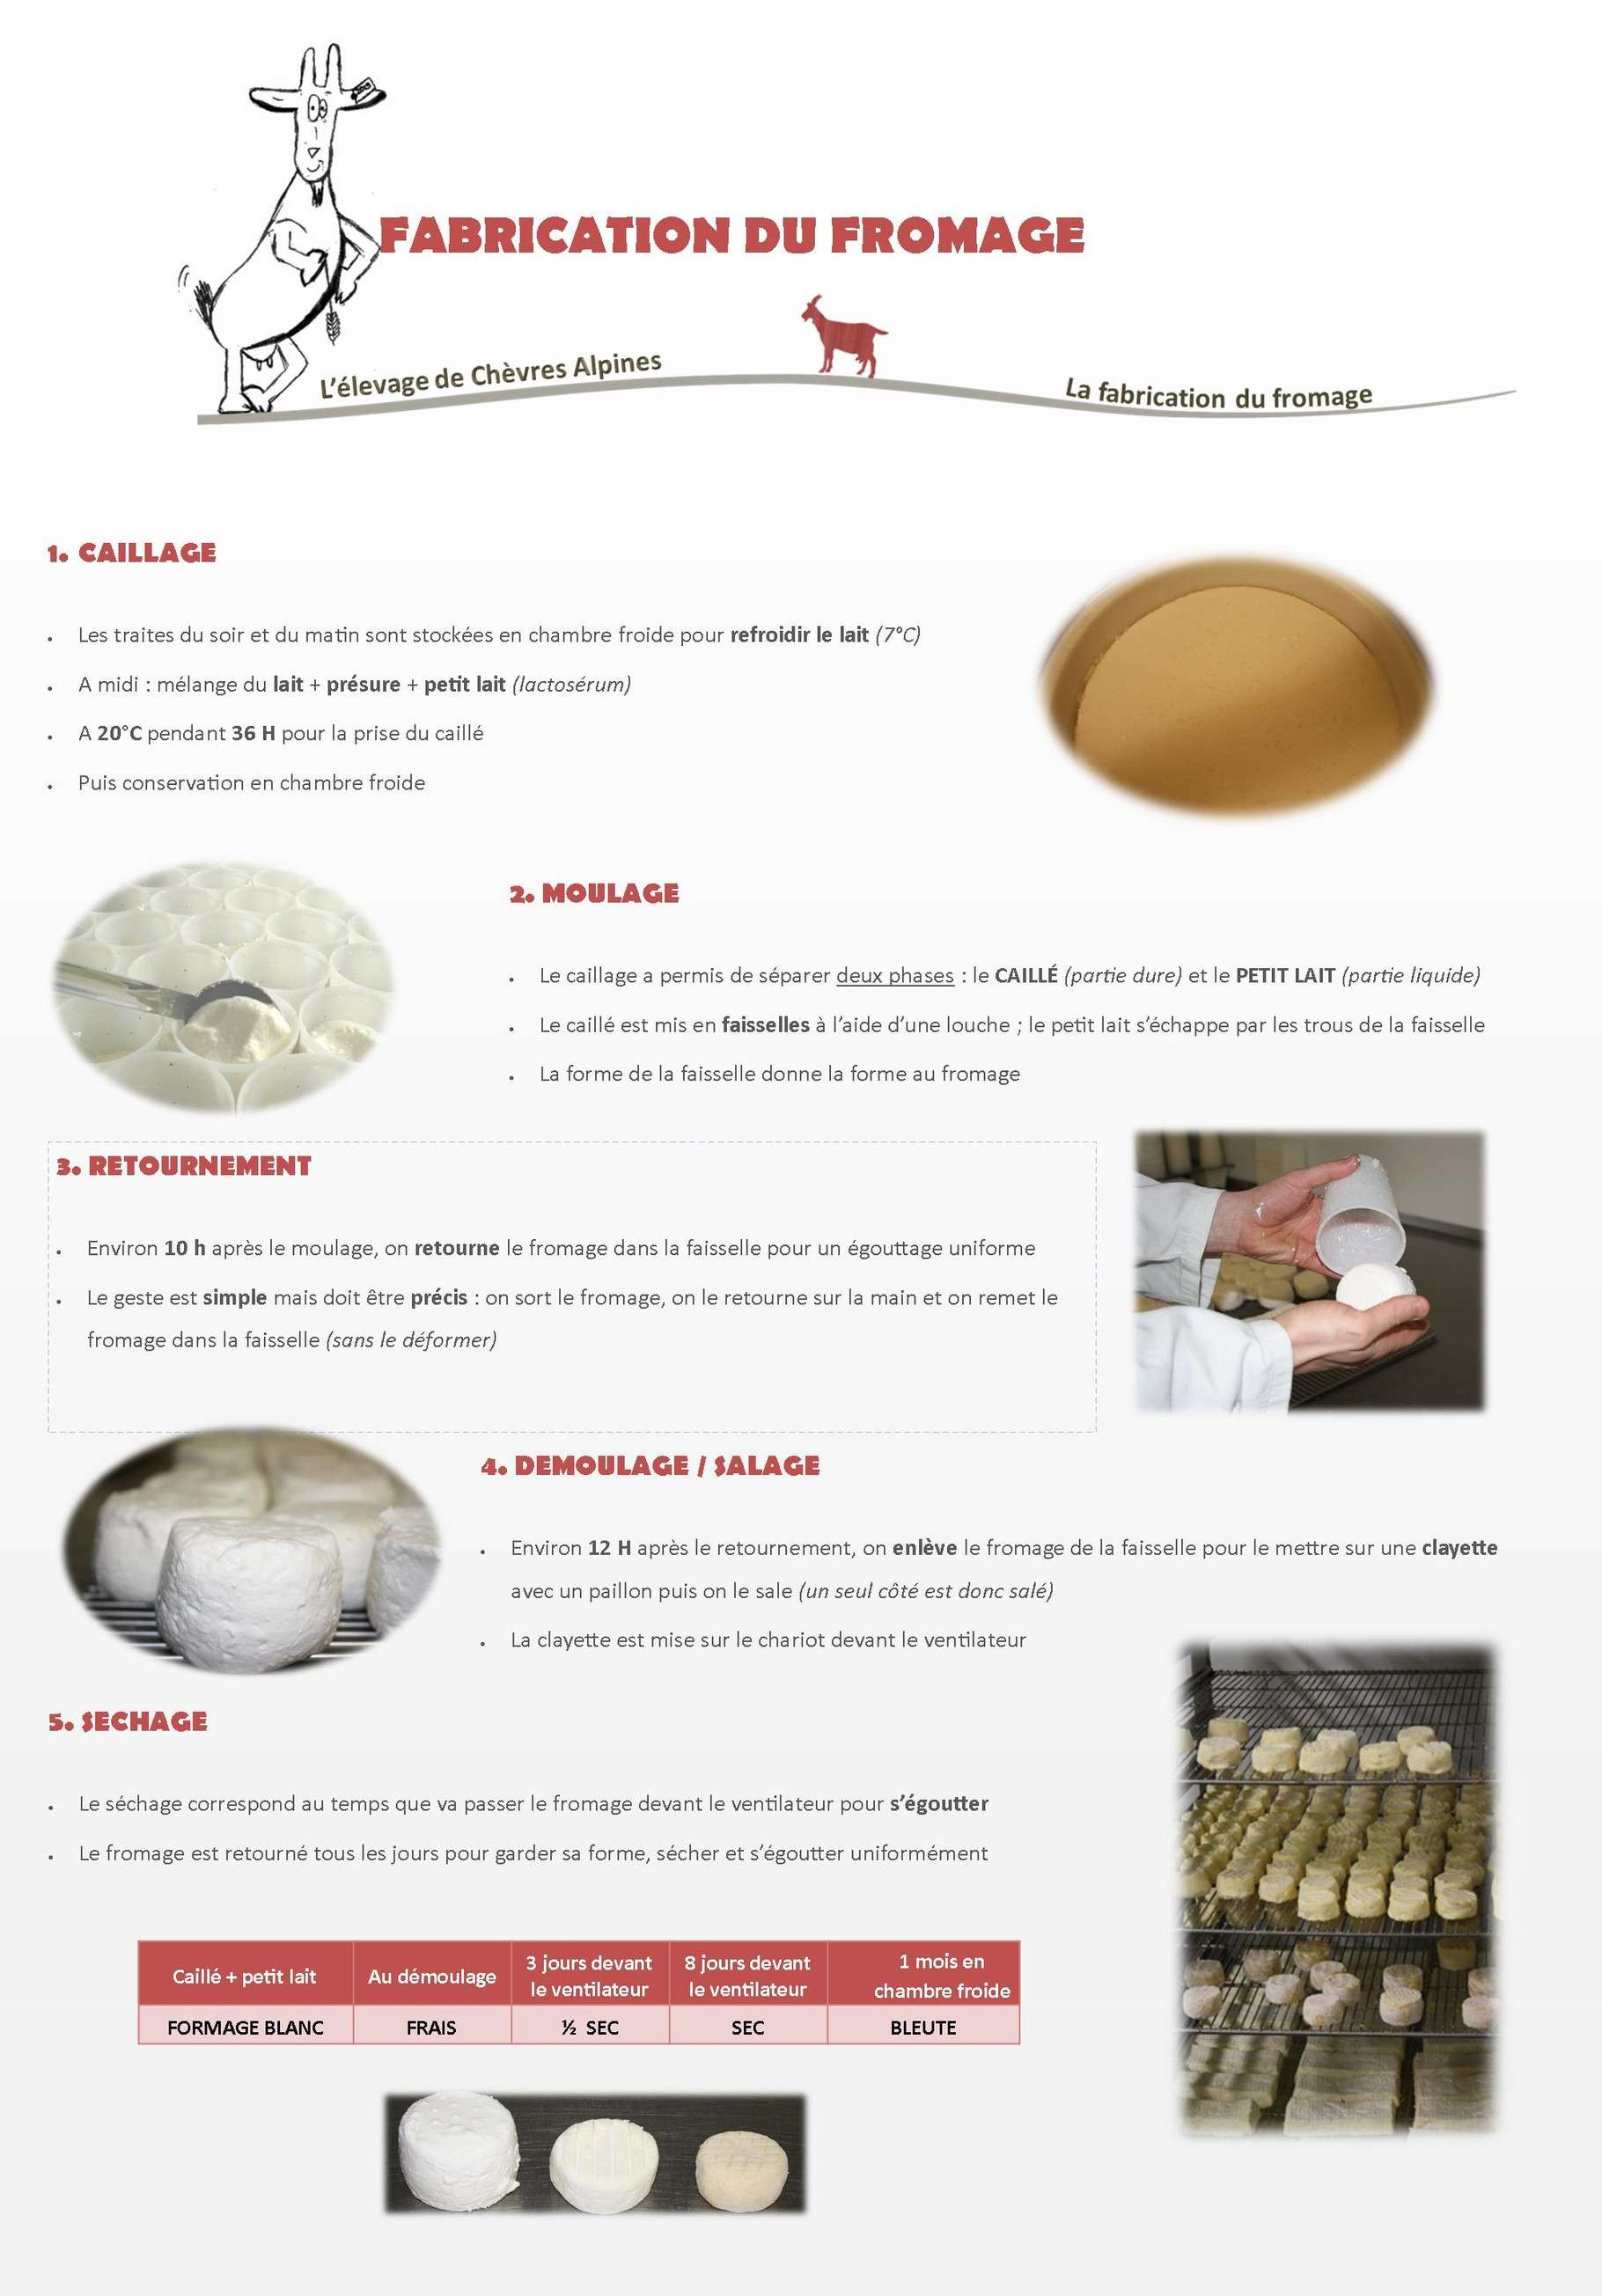 FABRICATION DU FROMAGE
L'élevage de Chèvres Alpines
La fabrication du fromage
1. CAILLAGE
• Les traites du soir et du matin sont stockées en chambre froide pour refroidir le lait (7°C)
• A midi : mélange du lait + présure + petit lait (lactosérum)
• A 20°C pendant 36 H pour la prise du caillé
• Puis conservation en chambre froide
2. MOULAGE
• Le caillage a permis de séparer deux phases : le CAILLÉ (partie dure) et le PETIT LAIT (partie liquide)
• Le caillé est mis en faisselles à l'aide d'une louche ; le petit lait s'échappe par les trous de la faisselle
• La forme de la faisselle donne la forme au fromage
3. RETOURNEMENT
• Environ 10 h après le moulage, on retourne le fromage dans la faisselle pour un égouttage uniforme
• Le geste est simple mais doit être précis : on sort le fromage, on le retourne sur la main et on remet le
fromage dans la faisselle (sans le déformer)
4. DEMOULAGE / SALAGE
• Environ 12 H après le retournement, on enlève le fromage de la faisselle pour le mettre sur une clayette
avec un paillon puis on le sale (un seul côté est donc salé)
• La clayette est mise sur le chariot devant le ventilateur
5. SECHAGE
• Le séchage correspond au temps que va passer le fromage devant le ventilateur pour s'égoutter
• Le fromage est retourné tous les jours pour garder sa forme, sécher et s'égoutter uniformément
Caillé + petit lait
Au démoulage
3 jours devant
le ventilateur
8 jours devant
le ventilateur
1 mois en
chambre froide
FORMAGE BLANC
FRAIS
½ SEC
SEC
BLEUTE